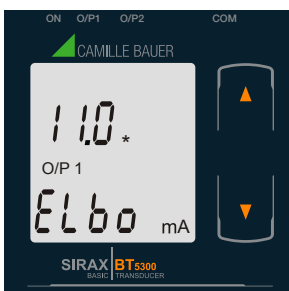 ON O/P1 O/P2 COM
CAMILLE BAUER
11.0 *
O/P 1
ELbo mA
SIRAX BT5300
BASIC TRANSDUCER